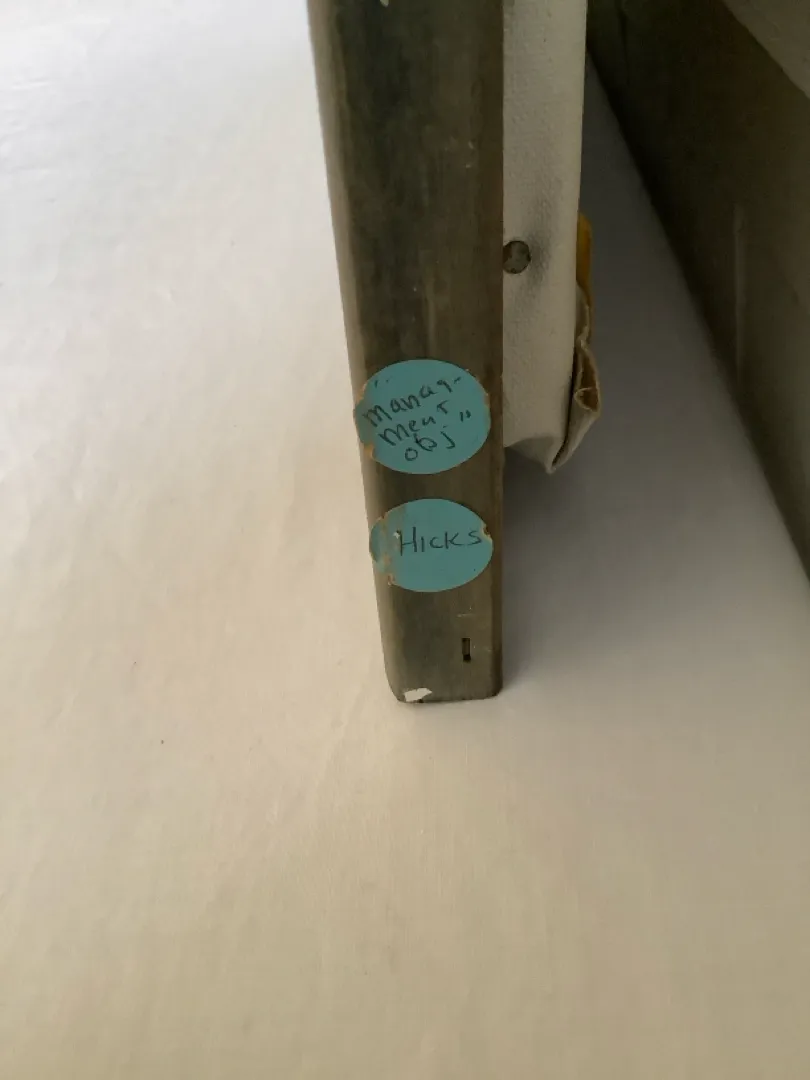 "Manag-
ment
obj"
Hicks